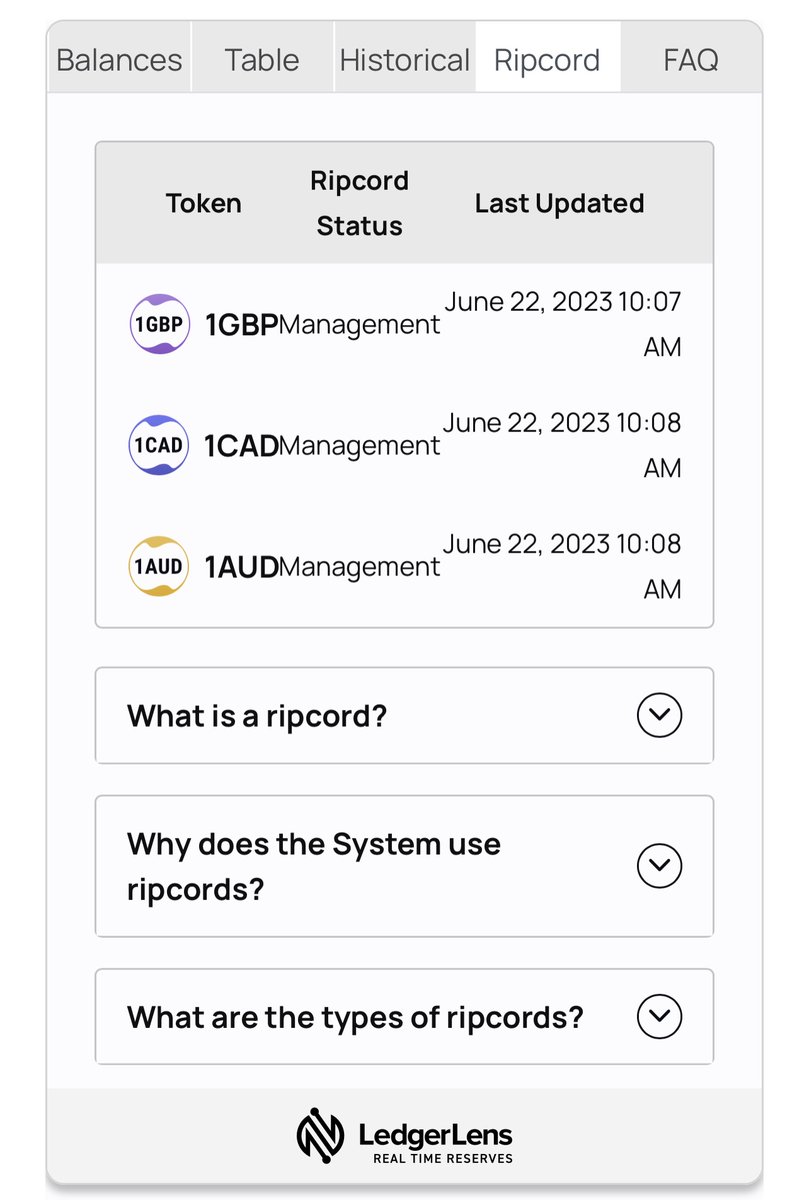 Balances Table Historical Ripcord FAQ
Token Ripcord Status Last Updated
1GBP 1GBP Management June 22, 2023 10:07 AM
1CAD 1CAD Management June 22, 2023 10:08 AM
1AUD 1AUD Management June 22, 2023 10:08 AM
What is a ripcord?
Why does the System use
ripcords?
What are the types of ripcords?
LedgerLens
REAL TIME RESERVES